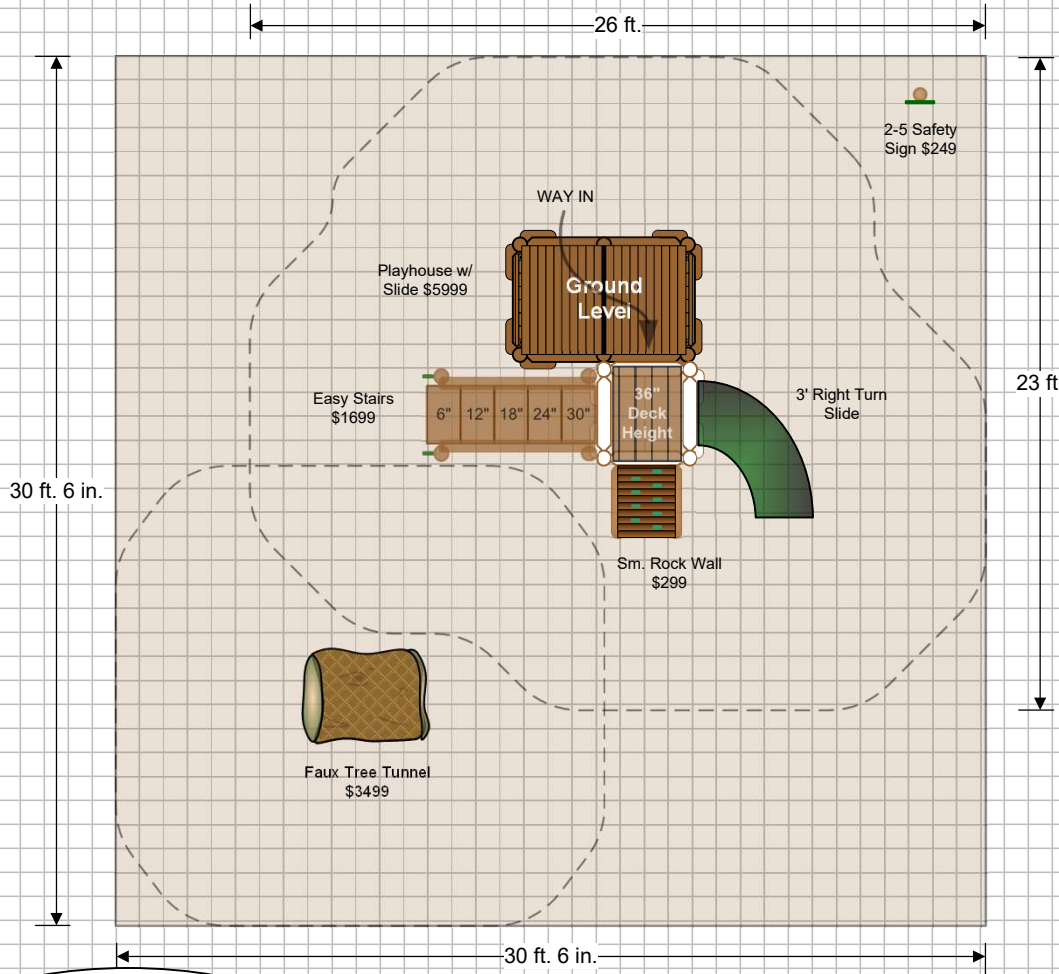 26 ft.
2-5 Safety
Sign $249
WAY IN
Playhouse w/
Slide $5999
Ground
Level
23 ft
36"
Deck
Height
3' Right Turn
Slide
Easy Stairs
$1699
6" 12" 18" 24" 30"
30 ft. 6 in.
Sm. Rock Wall
$299
Faux Tree Tunnel
$3499
30 ft. 6 in.